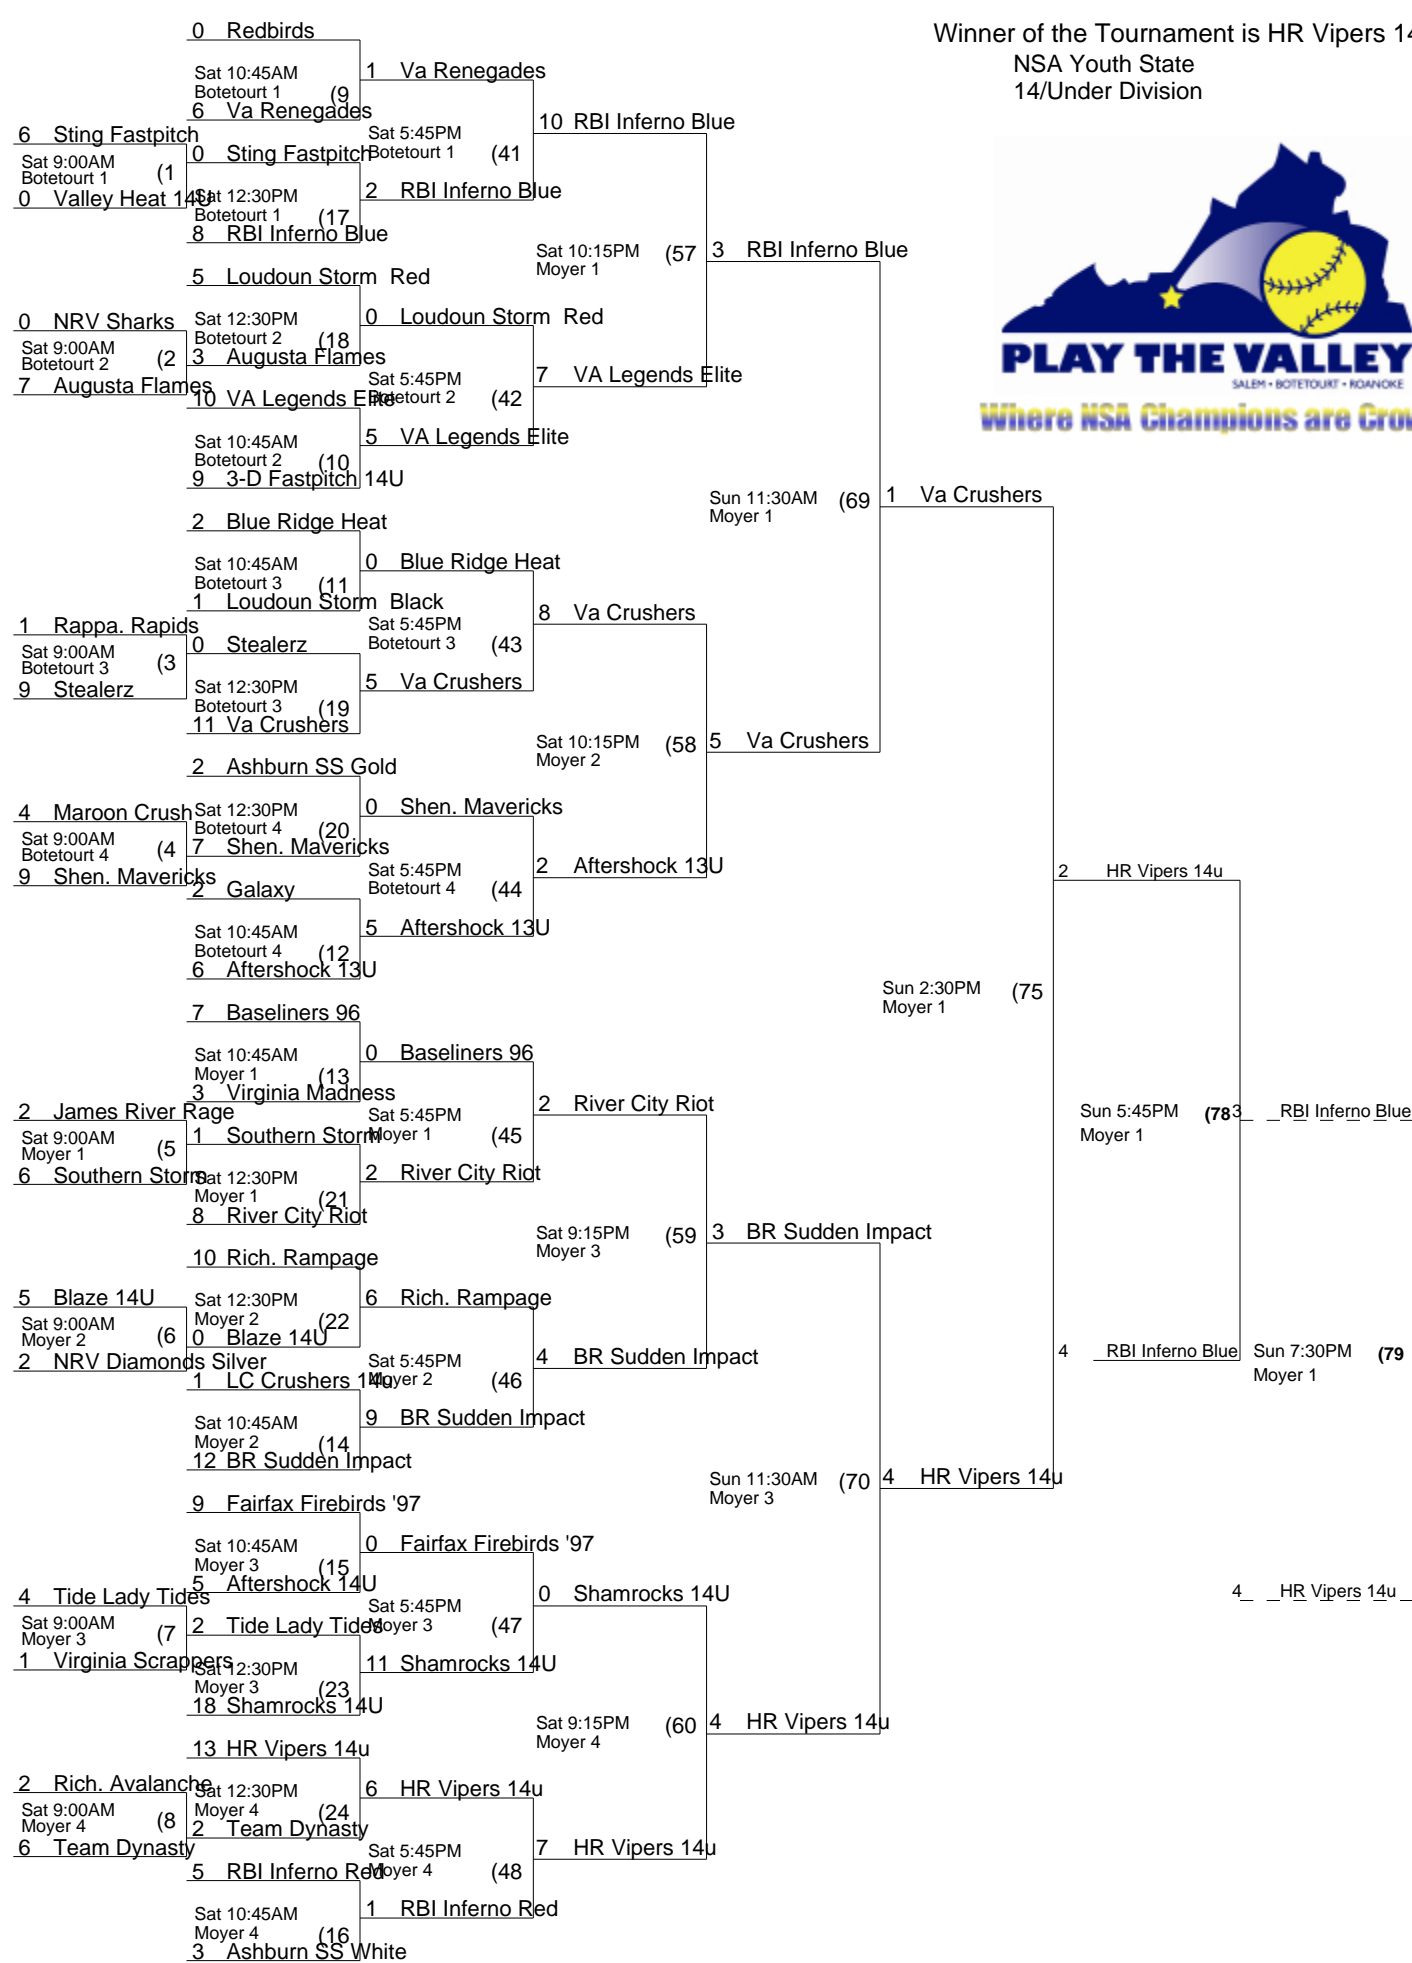 Winner of the Tournament is HR Vipers 14
NSA Youth State
14/Under Division
PLAY THE VALLEY
SALEM • BOTETOURT • ROANOKE
Where NSA Champions are Crow
0 Redbirds
Sat 10:45AM
Botetourt 1 (9
6 Va Renegades
6 Sting Fastpitch
Sat 9:00AM
Botetourt 1 (1
0 Valley Heat 14U
0 Sting Fastpitch
Sat 12:30PM
Botetourt 1 (17
8 RBI Inferno Blue
5 Loudoun Storm Red
0 NRV Sharks
Sat 9:00AM
Botetourt 2 (2
7 Augusta Flames
Sat 12:30PM
Botetourt 2 (18
3 Augusta Flames
10 VA Legends Elite
Sat 10:45AM
Botetourt 2 (10
9 3-D Fastpitch 14U
2 Blue Ridge Heat
Sat 10:45AM
Botetourt 3 (11
1 Loudoun Storm Black
1 Rappa. Rapids
Sat 9:00AM
Botetourt 3 (3
9 Stealerz
0 Stealerz
Sat 12:30PM
Botetourt 3 (19
11 Va Crushers
2 Ashburn SS Gold
4 Maroon Crush
Sat 9:00AM
Botetourt 4 (4
9 Shen. Mavericks
Sat 12:30PM
Botetourt 4 (20
7 Shen. Mavericks
2 Galaxy
Sat 10:45AM
Botetourt 4 (12
6 Aftershock 13U
7 Baseliners 96
Sat 10:45AM
Moyer 1 (13
3 Virginia Madness
2 James River Rage
Sat 9:00AM
Moyer 1 (5
6 Southern Storm
1 Southern Storm
Sat 12:30PM
Moyer 1 (21
8 River City Riot
10 Rich. Rampage
5 Blaze 14U
Sat 9:00AM
Moyer 2 (6
2 NRV Diamonds Silver
Sat 12:30PM
Moyer 2 (22
0 Blaze 14U
1 LC Crushers 14u
Sat 10:45AM
Moyer 2 (14
12 BR Sudden Impact
9 Fairfax Firebirds '97
Sat 10:45AM
Moyer 3 (15
5 Aftershock 14U
4 Tide Lady Tides
Sat 9:00AM
Moyer 3 (7
1 Virginia Scrappers
2 Tide Lady Tides
Sat 12:30PM
Moyer 3 (23
18 Shamrocks 14U
13 HR Vipers 14u
2 Rich. Avalanche
Sat 9:00AM
Moyer 4 (8
6 Team Dynasty
Sat 12:30PM
Moyer 4 (24
2 Team Dynasty
5 RBI Inferno Red
Sat 10:45AM
Moyer 4 (16
3 Ashburn SS White
1 Va Renegades
Sat 5:45PM
Botetourt 1 (41
2 RBI Inferno Blue
0 Loudoun Storm Red
Sat 5:45PM
Botetourt 2 (42
5 VA Legends Elite
0 Blue Ridge Heat
Sat 5:45PM
Botetourt 3 (43
5 Va Crushers
0 Shen. Mavericks
Sat 5:45PM
Botetourt 4 (44
5 Aftershock 13U
0 Baseliners 96
Sat 5:45PM
Moyer 1 (45
2 River City Riot
6 Rich. Rampage
Sat 5:45PM
Moyer 2 (46
9 BR Sudden Impact
0 Fairfax Firebirds '97
Sat 5:45PM
Moyer 3 (47
11 Shamrocks 14U
6 HR Vipers 14u
Sat 5:45PM
Moyer 4 (48
1 RBI Inferno Red
10 RBI Inferno Blue
Sat 10:15PM
Moyer 1 (57
7 VA Legends Elite
8 Va Crushers
Sat 10:15PM
Moyer 2 (58
2 Aftershock 13U
2 River City Riot
Sat 9:15PM
Moyer 3 (59
4 BR Sudden Impact
0 Shamrocks 14U
Sat 9:15PM
Moyer 4 (60
7 HR Vipers 14u
3 RBI Inferno Blue
Sun 11:30AM
Moyer 1 (69
5 Va Crushers
3 BR Sudden Impact
Sun 11:30AM
Moyer 3 (70
4 HR Vipers 14u
1 Va Crushers
Sun 2:30PM
Moyer 1 (75
4 HR Vipers 14u
2 HR Vipers 14u
Sun 5:45PM
Moyer 1 (78
4 RBI Inferno Blue
3 RBI Inferno Blue
Sun 7:30PM
Moyer 1 (79
4 HR Vipers 14u